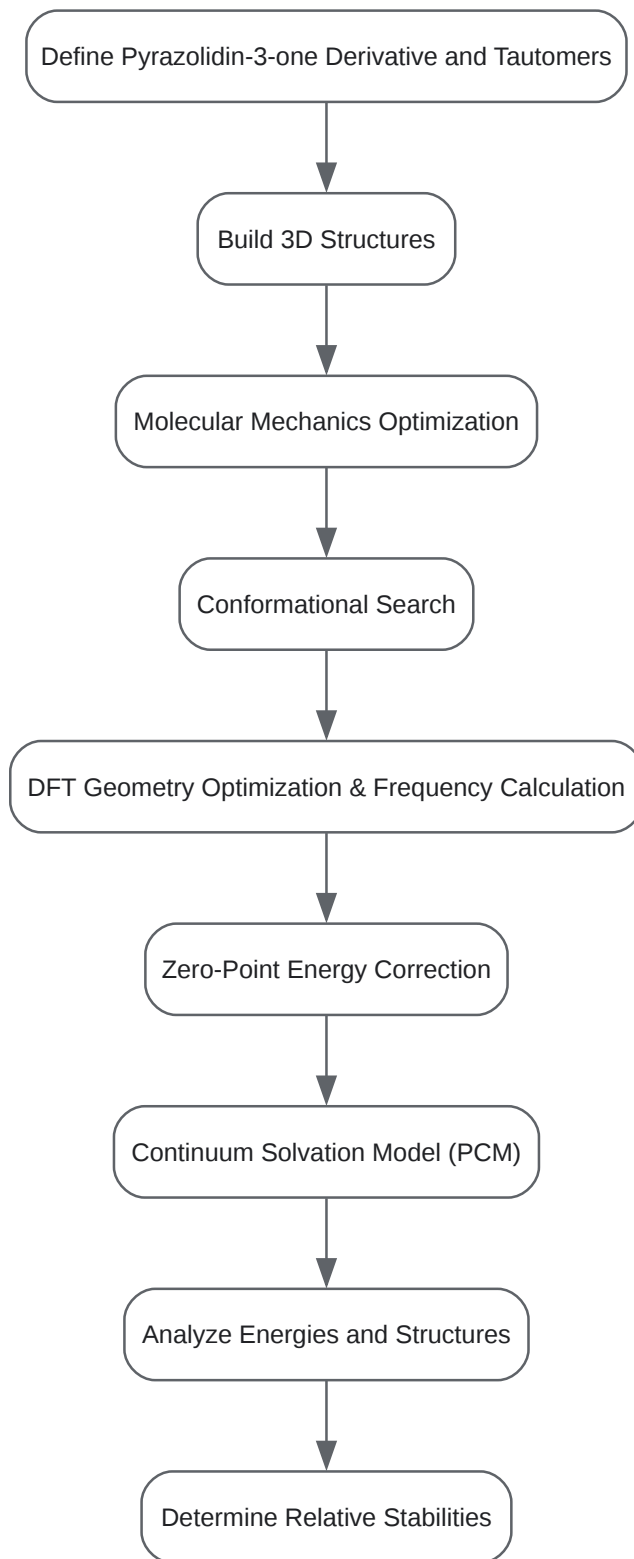 Define Pyrazolidin-3-one Derivative and Tautomers
Build 3D Structures
Molecular Mechanics Optimization
Conformational Search
DFT Geometry Optimization & Frequency Calculation
Zero-Point Energy Correction
Continuum Solvation Model (PCM)
Analyze Energies and Structures
Determine Relative Stabilities